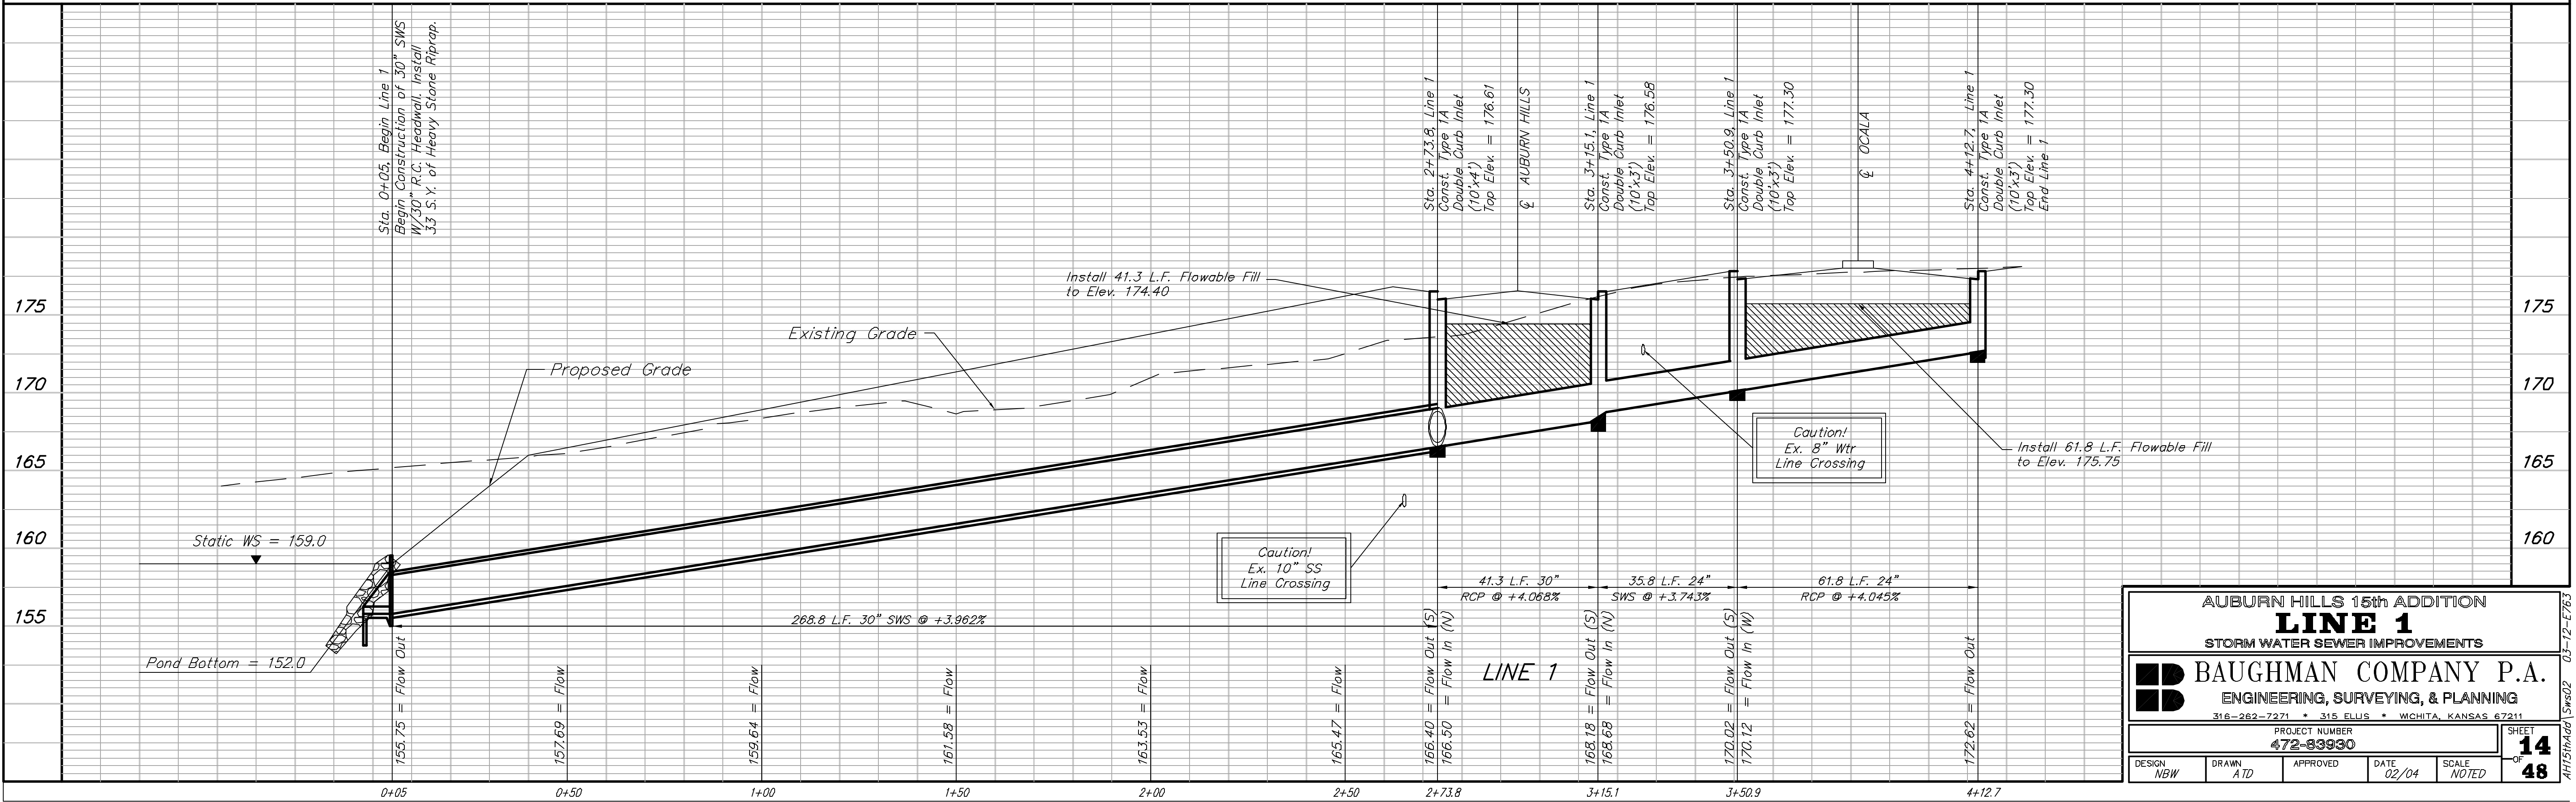 Sta. 0+05, Begin Line 1
Begin Construction of 30" SWS
W/30" R.C. Headwall. Install
33 S.Y. of Heavy Stone Riprap.
Sta. 2+73.8, Line 1
Const. Type 1A
Double Curb Inlet
(10'x4')
Top Elev. = 176.61
℄ AUBURN HILLS
Sta. 3+15.1, Line 1
Const. Type 1A
Double Curb Inlet
(10'x3')
Top Elev. = 176.58
Sta. 3+50.9, Line 1
Const. Type 1A
Double Curb Inlet
(10'x3')
Top Elev. = 177.30
℄ OCALA
Sta. 4+12.7, Line 1
Const. Type 1A
Double Curb Inlet
(10'x3')
Top Elev. = 177.30
End Line 1
Install 41.3 L.F. Flowable Fill
to Elev. 174.40
175
175
Existing Grade
Proposed Grade
170
170
Caution!
Ex. 8" Wtr
Line Crossing
Install 61.8 L.F. Flowable Fill
to Elev. 175.75
165
165
Static WS = 159.0
160
160
Caution!
Ex. 10" SS
Line Crossing
41.3 L.F. 30"
RCP @ +4.068%
35.8 L.F. 24"
SWS @ +3.743%
61.8 L.F. 24"
RCP @ +4.045%
155
268.8 L.F. 30" SWS @ +3.962%
Pond Bottom = 152.0
LINE 1
155.75 = Flow Out
157.69 = Flow
159.64 = Flow
161.58 = Flow
163.53 = Flow
165.47 = Flow
166.40 = Flow Out (S)
166.50 = Flow In (N)
168.18 = Flow Out (S)
168.68 = Flow In (N)
170.02 = Flow Out (S)
170.12 = Flow In (W)
172.62 = Flow Out
0+05
0+50
1+00
1+50
2+00
2+50
2+73.8
3+15.1
3+50.9
4+12.7
AUBURN HILLS 15th ADDITION
LINE 1
STORM WATER SEWER IMPROVEMENTS
BAUGHMAN COMPANY P.A.
ENGINEERING, SURVEYING, & PLANNING
316-262-7271 * 315 ELLIS * WICHITA, KANSAS 67211
PROJECT NUMBER
472-83930
SHEET
14
OF
48
DESIGN
NBW
DRAWN
ATD
APPROVED
DATE
02/04
SCALE
NOTED
AH15thAdd\Sws02 03-12-E763